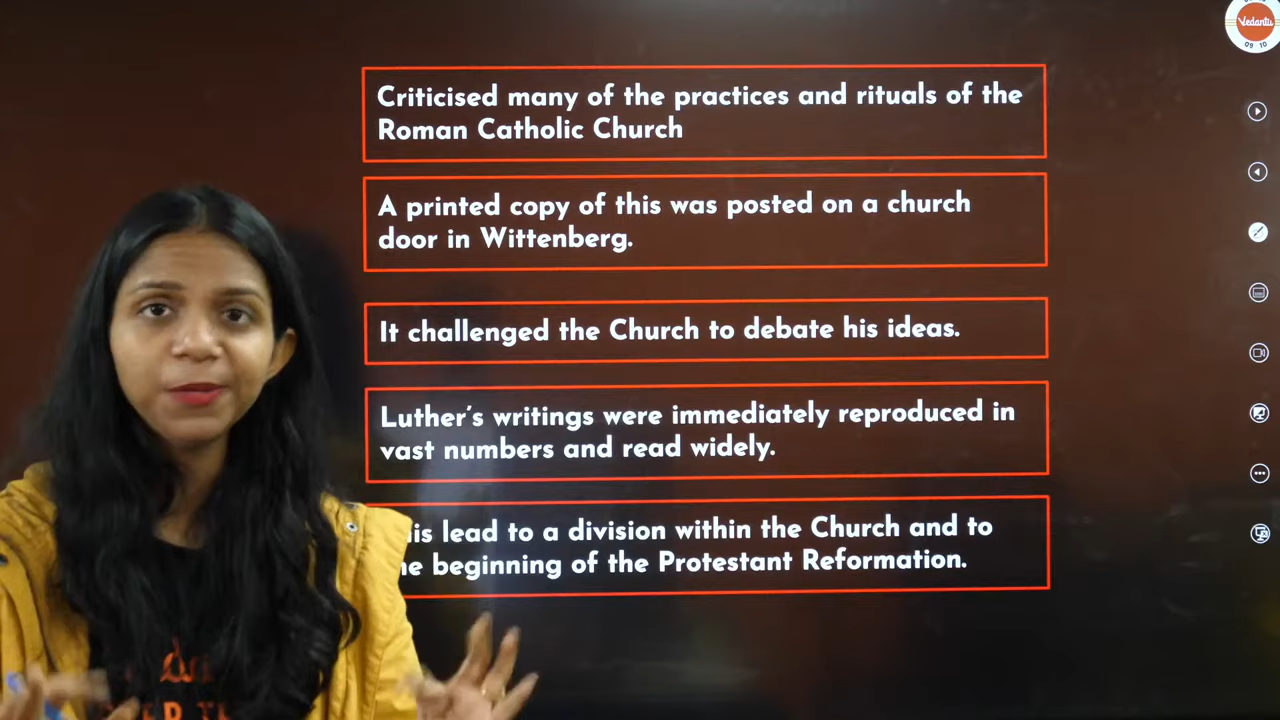 Vedantu
09 - 10
Criticised many of the practices and rituals of the
Roman Catholic Church
A printed copy of this was posted on a church
door in Wittenberg.
It challenged the Church to debate his ideas.
Luther's writings were immediately reproduced in
vast numbers and read widely.
lead to a division within the Church and to
beginning of the Protestant Reformation.